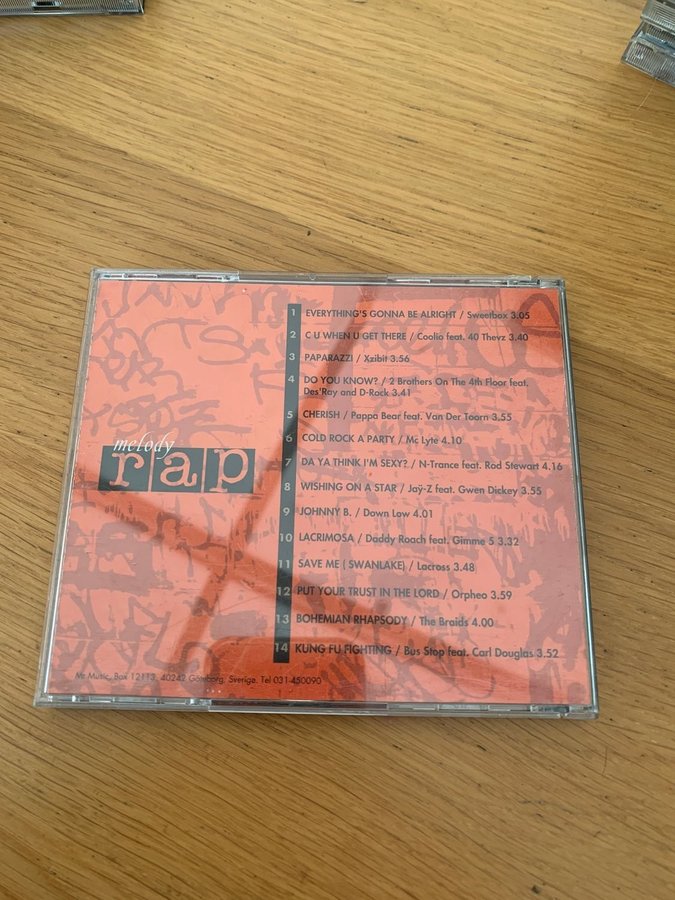 1 EVERYTHING'S GONNA BE ALRIGHT / Sweetbox 3.05
2 C U WHEN U GET THERE / Coolio feat. 40 Thevz 3.40
3 PAPARAZZI / Xzibit 3.56
4 DO YOU KNOW? / 2 Brothers On The 4th Floor feat.
Des'Ray and D-Rock 3.41
5 CHERISH / Pappa Bear feat. Van Der Toorn 3.55
6 COLD ROCK A PARTY / Mc Lyte 4.10
7 DA YA THINK I'M SEXY? / N-Trance feat. Rod Stewart 4.16
8 WISHING ON A STAR / Jaÿ-Z feat. Gwen Dickey 3.55
9 JOHNNY B. / Down Low 4.01
10 LACRIMOSA / Daddy Roach feat. Gimme 5 3.32
11 SAVE ME ( SWANLAKE) / Lacross 3.48
12 PUT YOUR TRUST IN THE LORD / Orpheo 3.59
13 BOHEMIAN RHAPSODY / The Braids 4.00
14 KUNG FU FIGHTING / Bus Stop feat. Carl Douglas 3.52
melody
rap
Mr Music, Box 12113, 40242 Göteborg, Sverige. Tel 031-450090